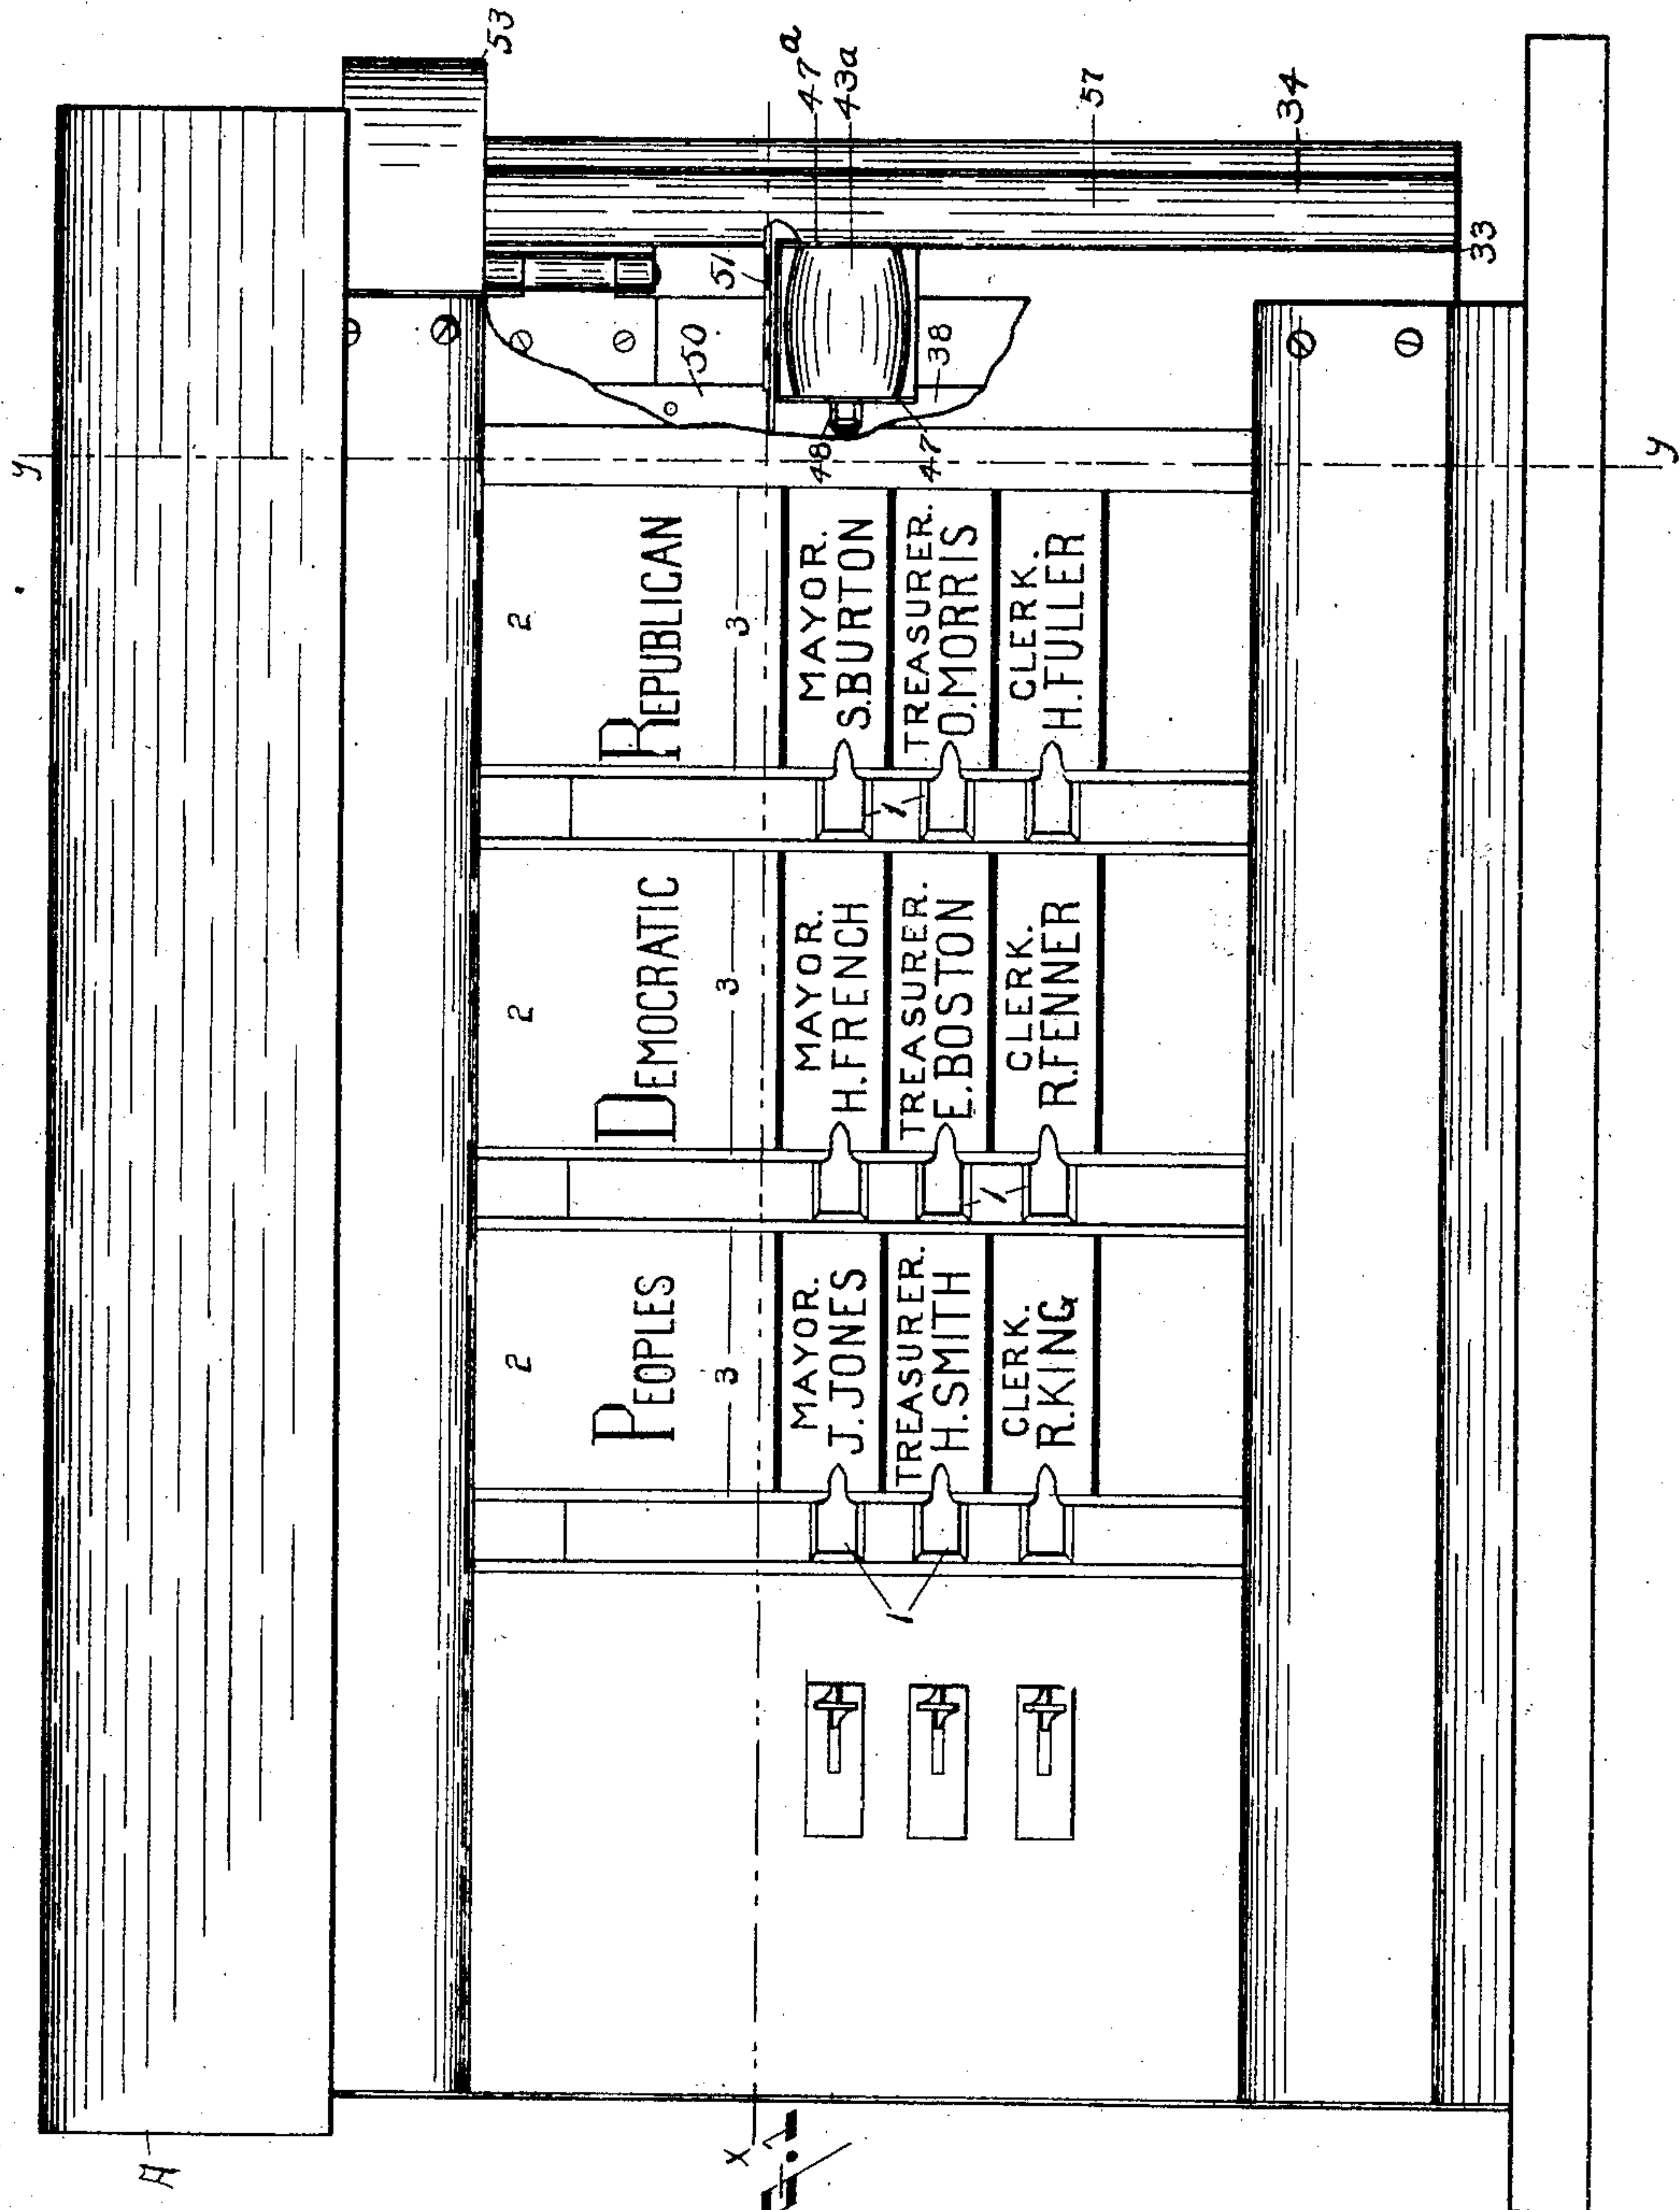 A
53
y
47a
43a
57
34
33
51
50
38
48
47
y
2
2
2
PEOPLES
DEMOCRATIC
REPUBLICAN
3
3
3
MAYOR.
J. JONES
MAYOR.
H. FRENCH
MAYOR.
S. BURTON
TREASURER.
H. SMITH
TREASURER.
E. BOSTON
TREASURER.
O. MORRIS
CLERK.
R. KING
CLERK.
R. FENNER
CLERK.
H. FULLER
1
1
1
X